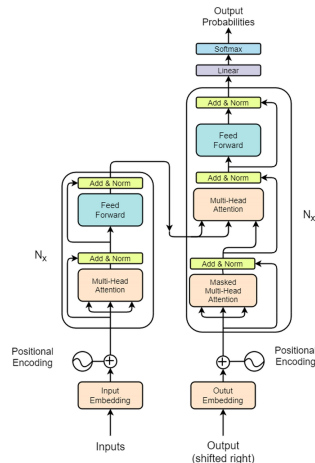 Output
Probabilities
Softmax
Linear
Add & Norm
Feed
Forward
Add & Norm
Multi-Head
Attention
Add & Norm
Masked
Multi-Head
Attention
Nx
Add & Norm
Feed
Forward
Nx
Add & Norm
Multi-Head
Attention
Positional
Encoding
Positional
Encoding
Input
Embedding
Outut
Embedding
Inputs
Output
(shifted right)